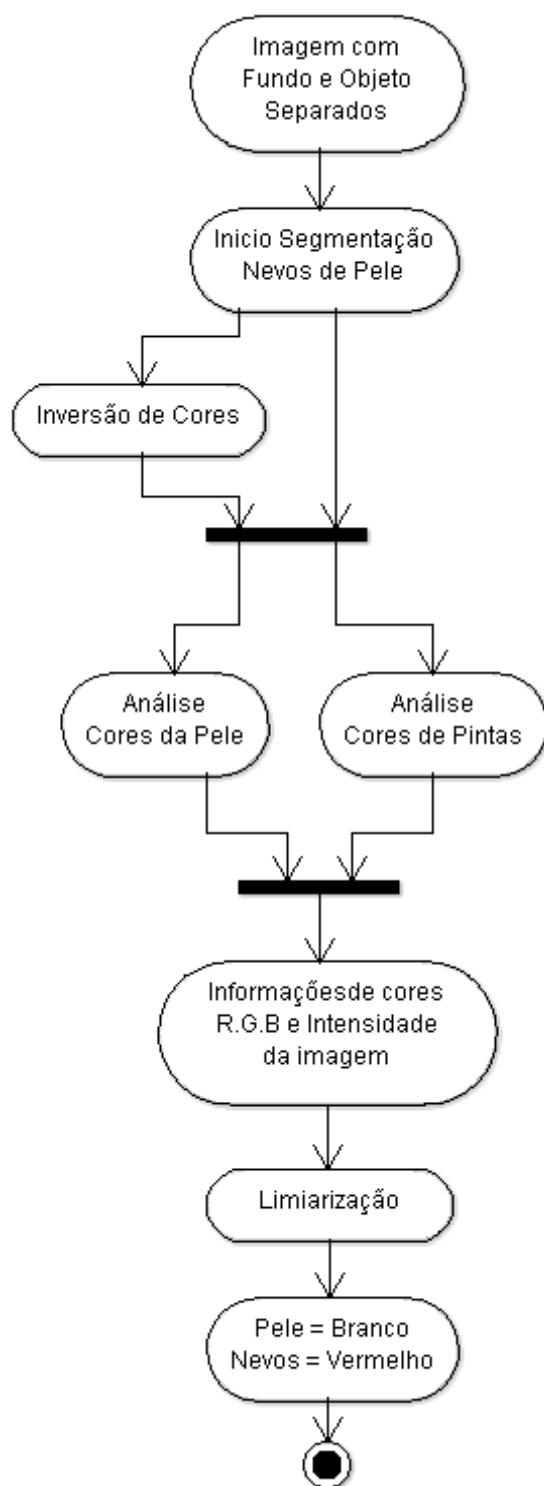 Imagem com
Fundo e Objeto
Separados
Inicio Segmentação
Nevos de Pele
Inversão de Cores
Análise
Cores da Pele
Análise
Cores de Pintas
Informaçõesde cores
R.G.B e Intensidade
da imagem
Limiarização
Pele = Branco
Nevos = Vermelho